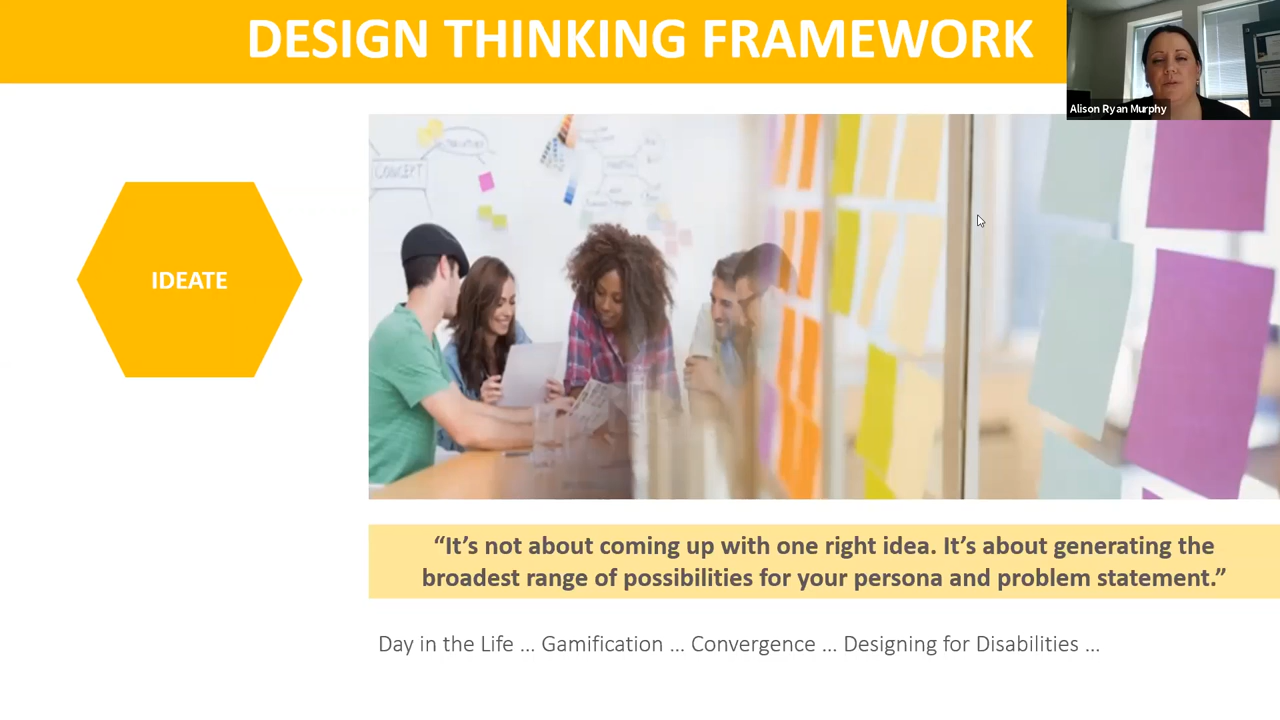 DESIGN THINKING FRAMEWORK
Alison Ryan Murphy
CONCEPT
IDEATE
“It’s not about coming up with one right idea. It’s about generating the
broadest range of possibilities for your persona and problem statement.”
Day in the Life ... Gamification ... Convergence ... Designing for Disabilities ...